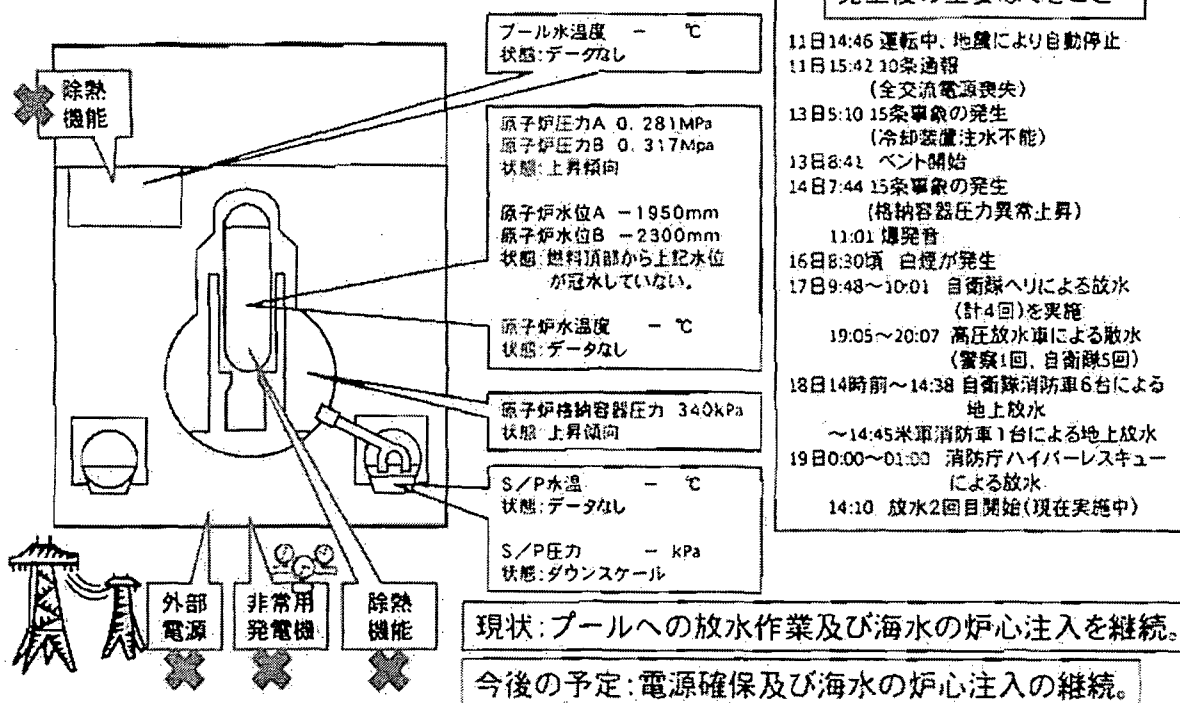 プール水温度 － ℃
状態:データなし
除熱
機能
原子炉圧力A 0.281MPa
原子炉圧力B 0.317Mpa
状態:上昇傾向
原子炉水位A －1950mm
原子炉水位B －2300mm
状態:燃料頂部から上記水位
が冠水していない。
原子炉水温度 － ℃
状態:データなし
原子炉格納容器圧力 340kPa
状態:上昇傾向
S／P水温 － ℃
状態:データなし
S／P圧力 － kPa
状態:ダウンスケール
外部
電源
非常用
発電機
除熱
機能
11日14:46 運転中、地震により自動停止
11日15:42 10条通報
(全交流電源喪失)
13日5:10 15条事象の発生
(冷却装置注水不能)
13日8:41 ベント開始
14日7:44 15条事象の発生
(格納容器圧力異常上昇)
11:01 爆発音
16日8:30頃 白煙が発生
17日9:48～10:01 自衛隊ヘリによる放水
(計4回)を実施
19:05～20:07 高圧放水車による散水
(警察1回、自衛隊5回)
18日14時前～14:38 自衛隊消防車6台による
地上放水
～14:45米軍消防車1台による地上放水
19日0:00～01:00 消防庁ハイパーレスキュー
による放水
14:10 放水2回目開始(現在実施中)
現状:プールへの放水作業及び海水の炉心注入を継続。
今後の予定:電源確保及び海水の炉心注入の継続。